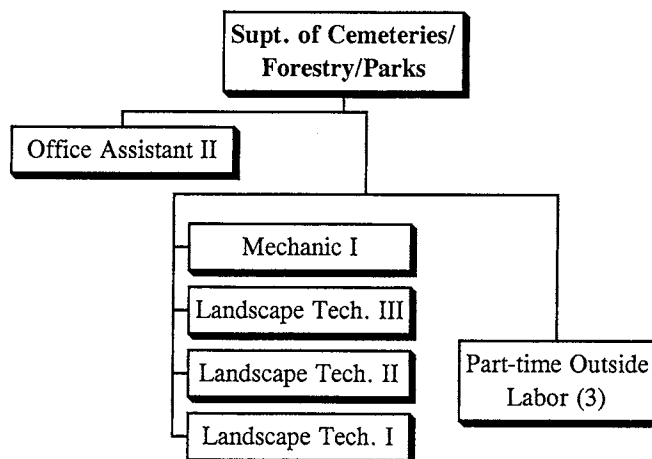 Supt. of Cemeteries/
Forestry/Parks
Office Assistant II
Mechanic I
Landscape Tech. III
Landscape Tech. II
Landscape Tech. I
Part-time Outside
Labor (3)